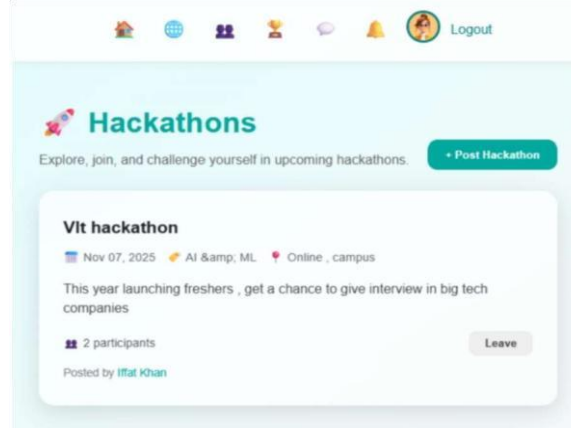 Logout
Hackathons
Explore, join, and challenge yourself in upcoming hackathons.
+ Post Hackathon
VIt hackathon
Nov 07, 2025 AI &amp; ML Online , campus
This year launching freshers , get a chance to give interview in big tech
companies
2 participants
Leave
Posted by Iffat Khan